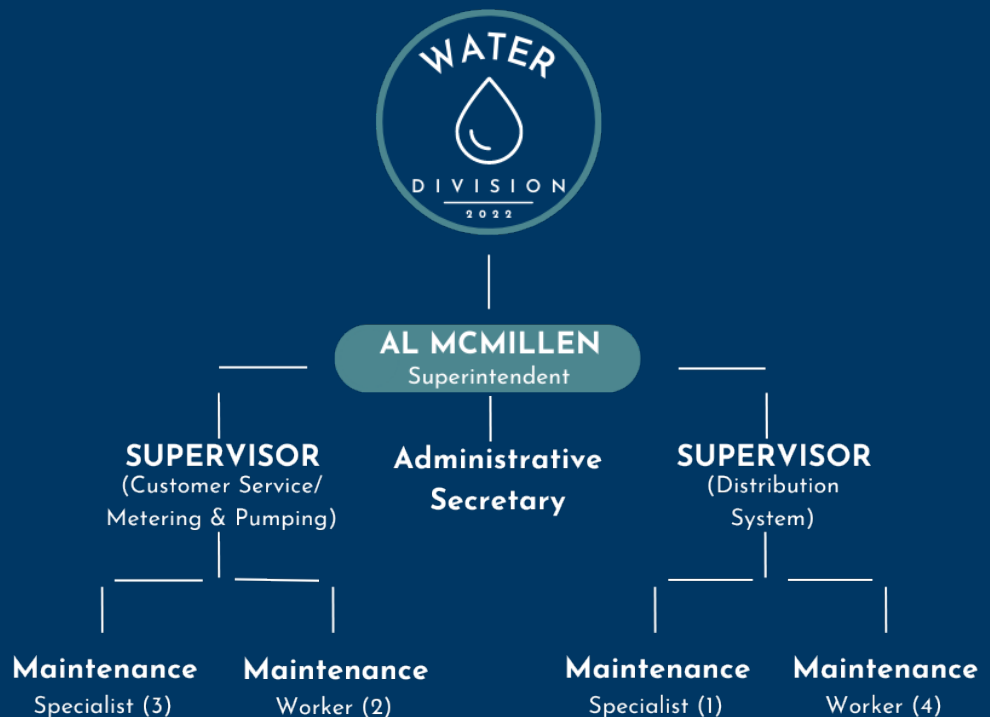 WATER
DIVISION
2022
AL MCMILLEN
Superintendent
SUPERVISOR
(Customer Service/
Metering & Pumping)
Administrative
Secretary
SUPERVISOR
(Distribution
System)
Maintenance
Specialist (3)
Maintenance
Worker (2)
Maintenance
Specialist (1)
Maintenance
Worker (4)